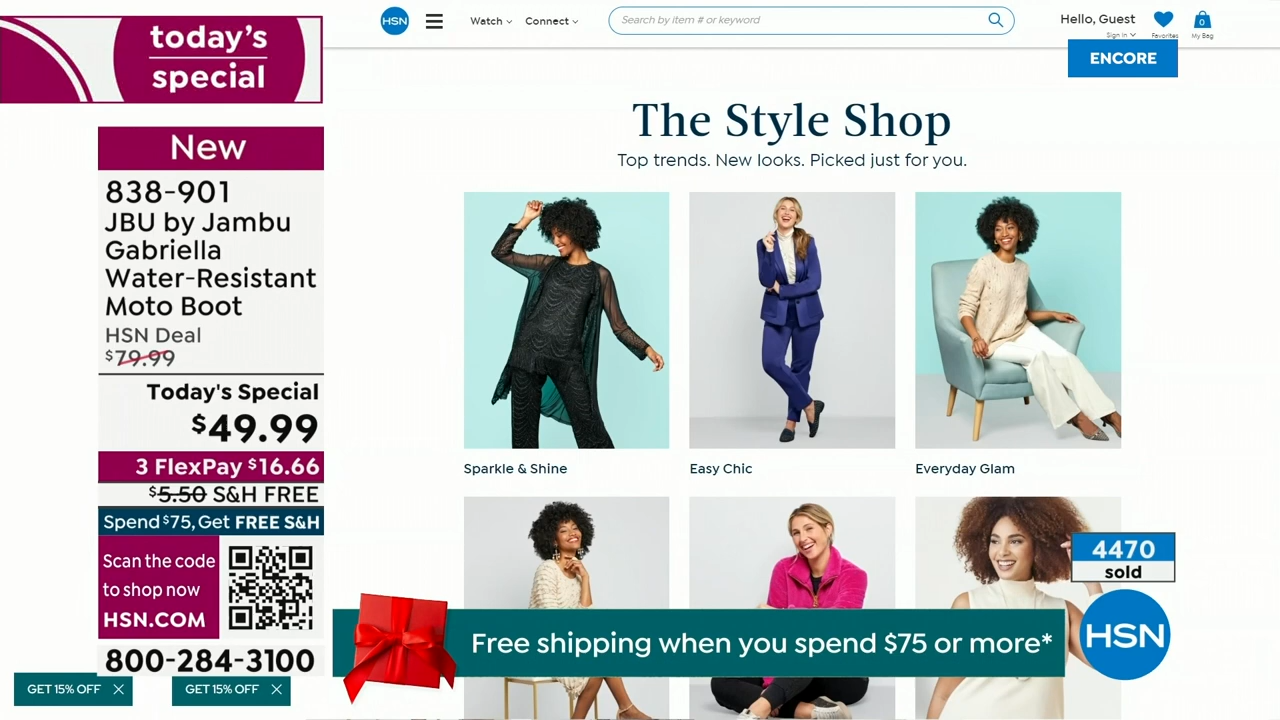 today's
special
New
838-901
JBU by Jambu
Gabriella
Water-Resistant
Moto Boot
HSN Deal
$79.99
Today's Special
$49.99
3 FlexPay $16.66
$5.50 S&H FREE
Spend $75, Get FREE S&H
Scan the code
to shop now
HSN.COM
800-284-3100
GET 15% OFF
GET 15% OFF
HSN
Watch
Connect
Search by item # or keyword
Hello, Guest
Sign In
Favorites
0
My Bag
ENCORE
The Style Shop
Top trends. New looks. Picked just for you.
Sparkle & Shine
Easy Chic
Everyday Glam
4470
sold
Free shipping when you spend $75 or more*
HSN